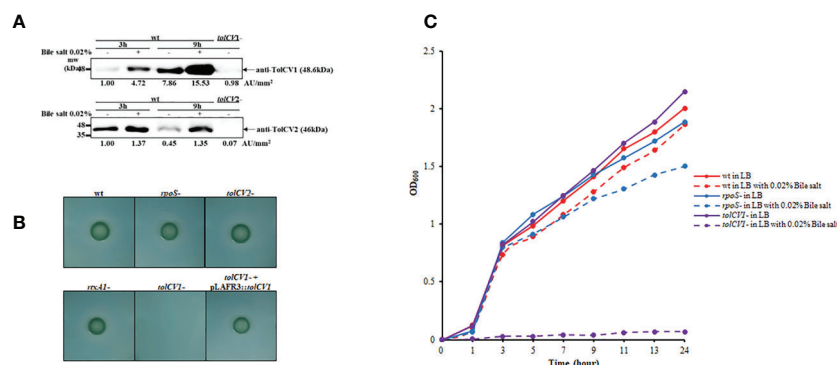 A
wt
tolCV1-
3h
9h
Bile salt 0.02%
-
+
-
+
-
mw
(kDa)
48
anti-TolCV1 (48.6kDa)
1.00
4.72
7.86
15.53
0.98
AU/mm²
wt
tolCV2-
3h
9h
Bile salt 0.02%
-
+
-
+
-
48
35
anti-TolCV2 (46kDa)
1.00
1.37
0.45
1.35
0.07
AU/mm²
B
wt
rpoS-
tolCV2-
rtxA1-
tolCV1-
tolCV1- +
pLAFR3::tolCV1
C
2.5
2
1.5
1
0.5
0
OD600
0
1
3
5
7
9
11
13
24
Time (hour)
wt in LB
wt in LB with 0.02% Bile salt
rpoS- in LB
rpoS- in LB with 0.02% Bile salt
tolCV1- in LB
tolCV1- in LB with 0.02% Bile salt